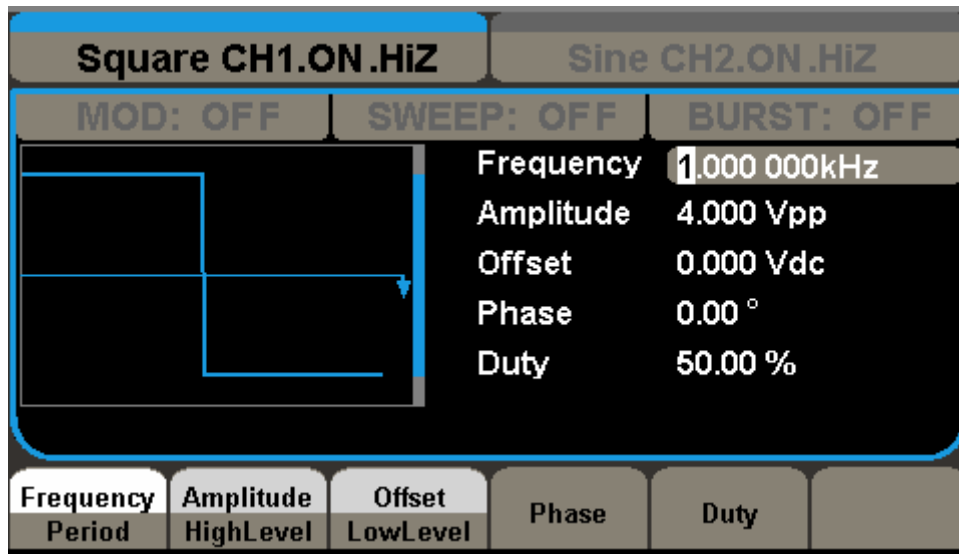 Square CH1.ON.HiZ
Sine CH2.ON.HiZ
MOD: OFF
SWEEP: OFF
BURST: OFF
Frequency 1.000 000kHz
Amplitude 4.000 Vpp
Offset 0.000 Vdc
Phase 0.00 °
Duty 50.00 %
Frequency
Period
Amplitude
HighLevel
Offset
LowLevel
Phase
Duty